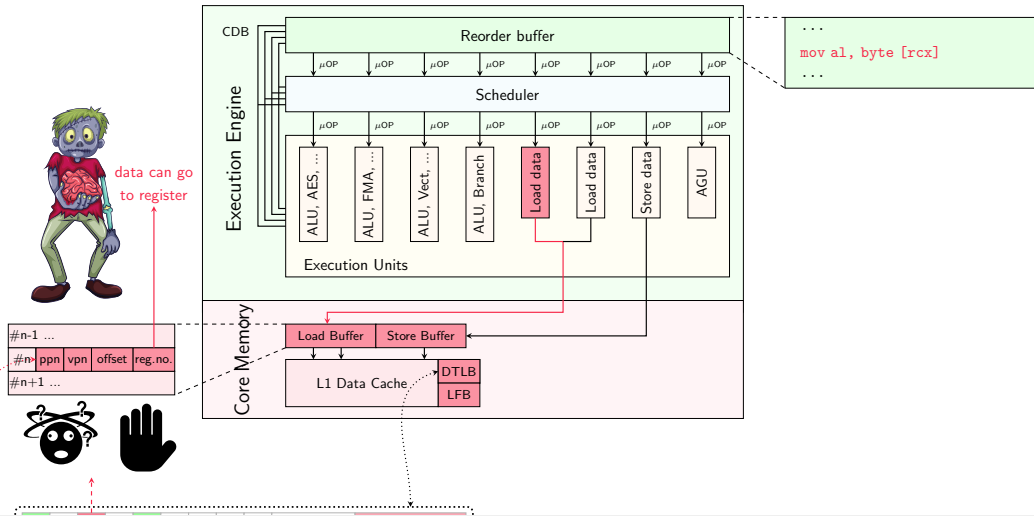 CDB
Reorder buffer
...
mov al, byte [rcx]
...
μOP μOP μOP μOP μOP μOP μOP μOP
Scheduler
μOP μOP μOP μOP μOP μOP μOP μOP
Execution Engine
ALU, AES, ...
ALU, FMA, ...
ALU, Vect, ...
ALU, Branch
Load data
Load data
Store data
AGU
Execution Units
data can go
to register
Core Memory
#n-1 ...
#n ppn vpn offset reg.no.
#n+1 ...
Load Buffer
Store Buffer
L1 Data Cache
DTLB
LFB
? ? ?